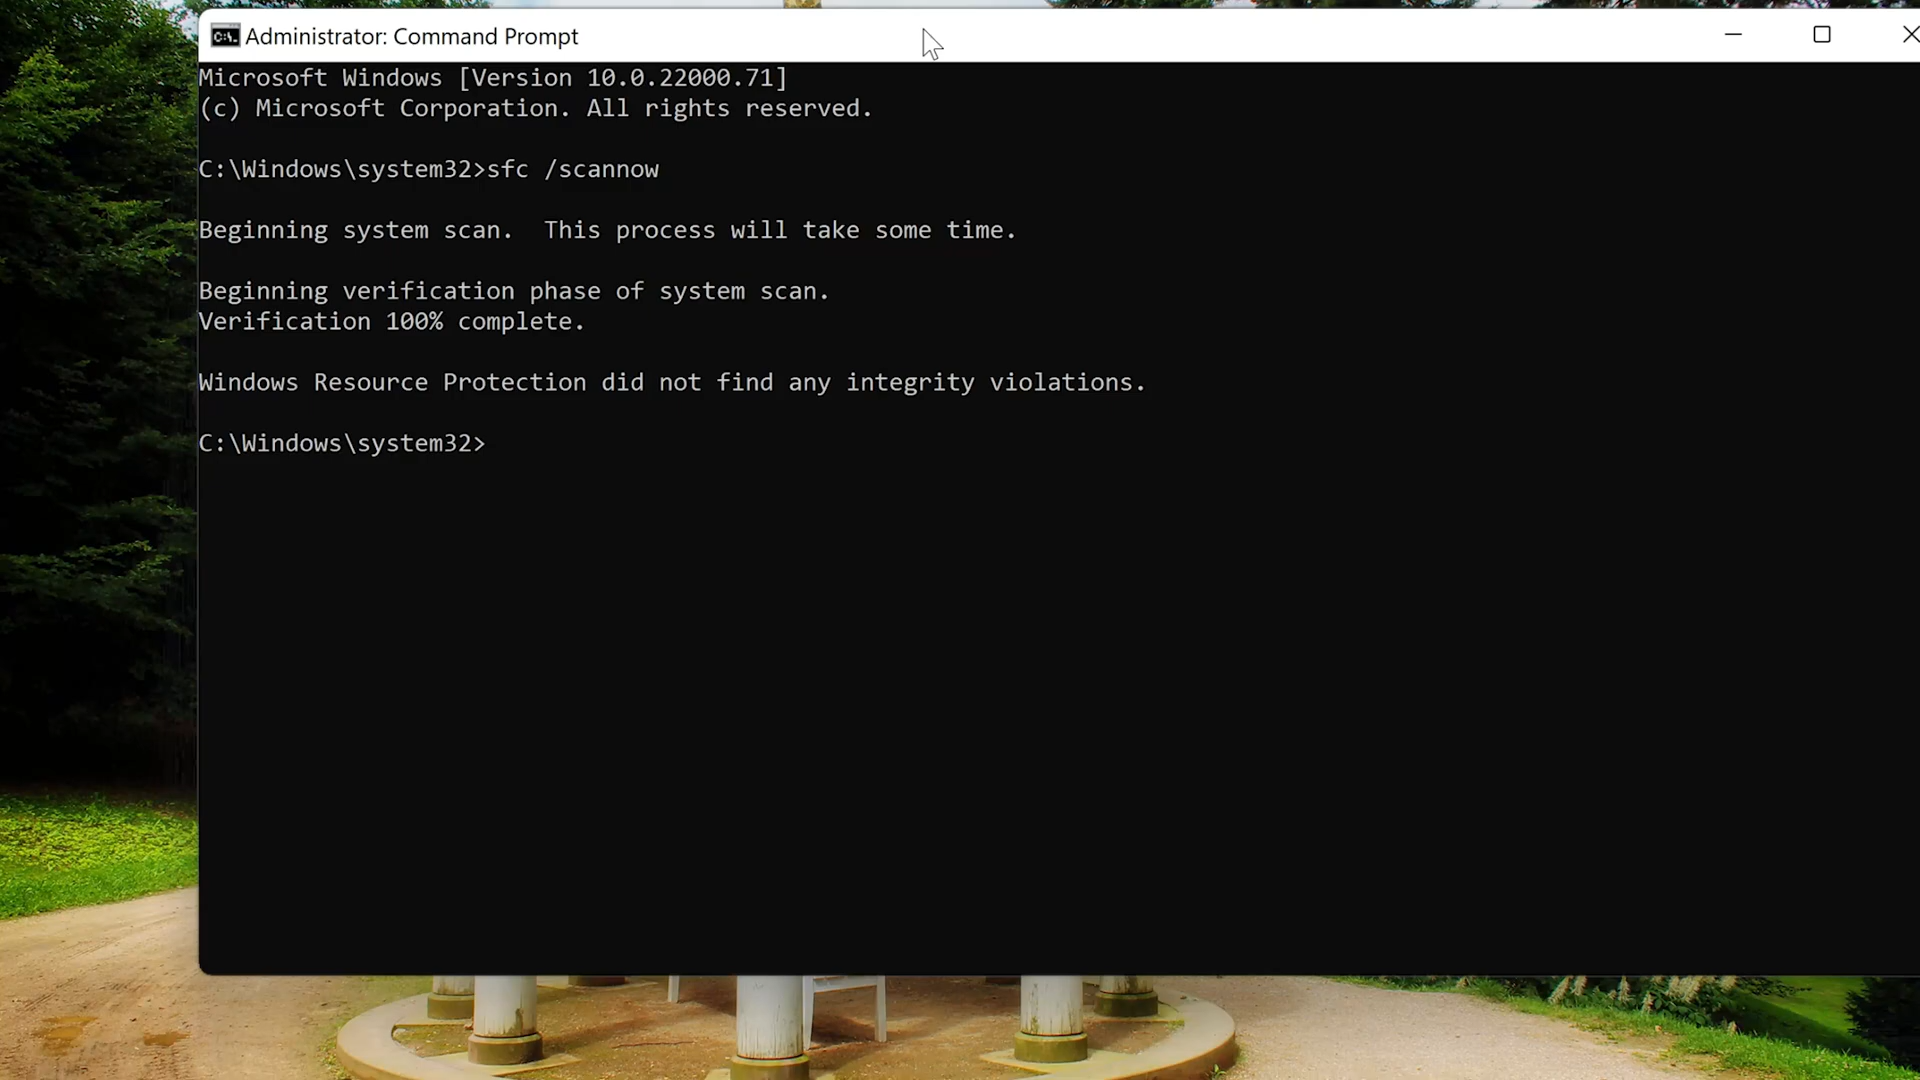 Administrator: Command Prompt
Microsoft Windows [Version 10.0.22000.71]
(c) Microsoft Corporation. All rights reserved.
C:\Windows\system32>sfc /scannow
Beginning system scan.  This process will take some time.
Beginning verification phase of system scan.
Verification 100% complete.
Windows Resource Protection did not find any integrity violations.
C:\Windows\system32>